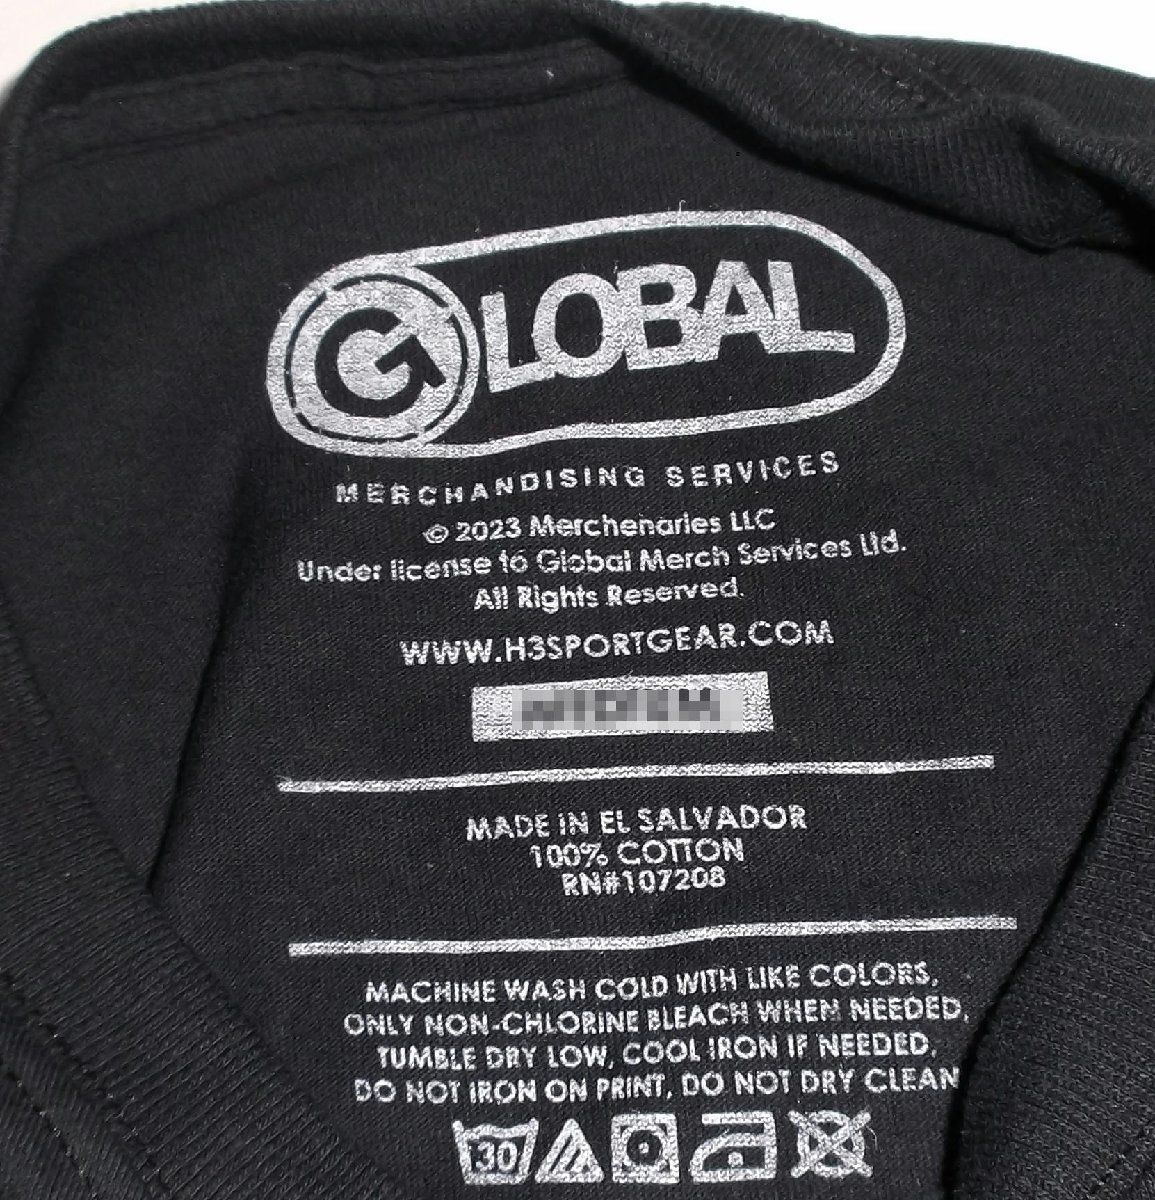 GLOBAL
MERCHANDISING SERVICES
© 2023 Merchenaries LLC
Under license to Global Merch Services Ltd.
All Rights Reserved.
WWW.H3SPORTGEAR.COM
MADE IN EL SALVADOR
100% COTTON
RN#107208
MACHINE WASH COLD WITH LIKE COLORS,
ONLY NON-CHLORINE BLEACH WHEN NEEDED,
TUMBLE DRY LOW, COOL IRON IF NEEDED,
DO NOT IRON ON PRINT, DO NOT DRY CLEAN
30